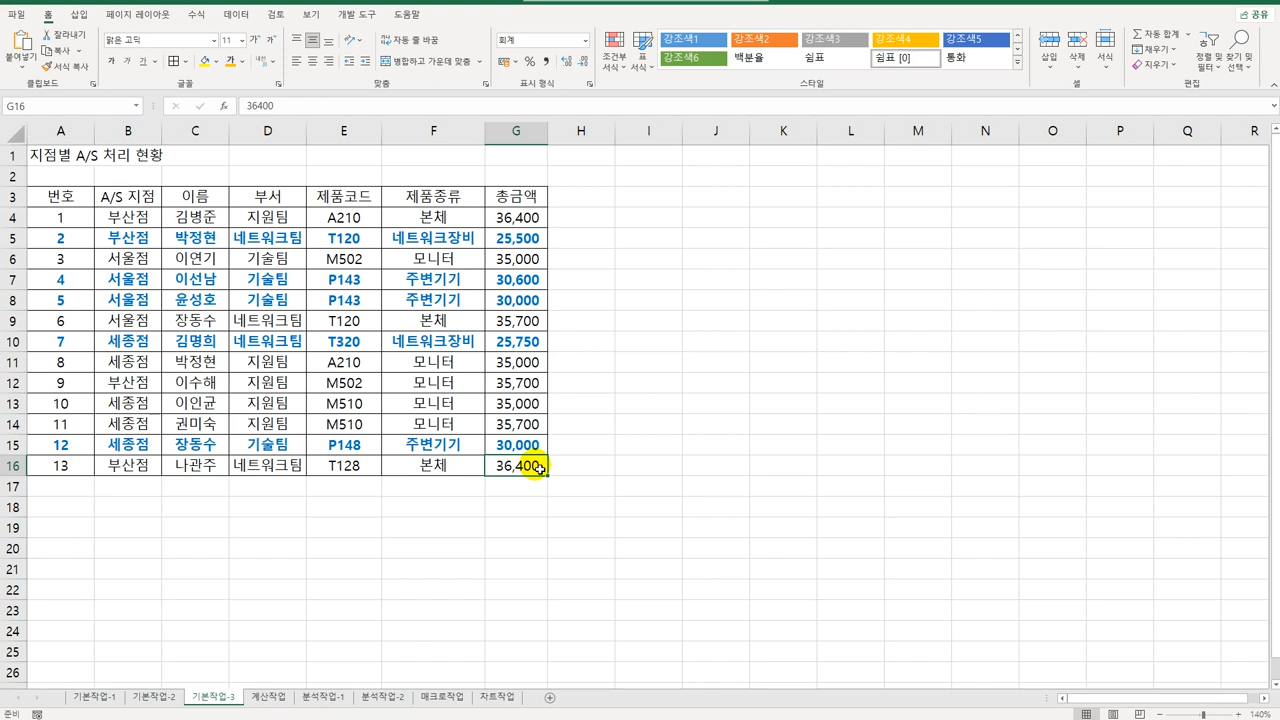 파일 홈 삽입 페이지 레이아웃 수식 데이터 검토 보기 개발 도구 도움말 공유
붙여넣기 잘라내기 복사 서식 복사 클립보드
맑은 고딕 11 가 가 가 가 가 가 글꼴
자동 줄 바꿈 병합하고 가운데 맞춤 맞춤
회계 % 표시 형식
조건부 서식 표 서식
강조색1 강조색2 강조색3 강조색4 강조색5
강조색6 백분율 쉼표 쉼표 [0] 통화
스타일
삽입 삭제 서식 셀
자동 합계 채우기 지우기 정렬 및 필터 찾기 및 선택 편집
G16 fx 36400
A B C D E F G H I J K L M N O P Q R
1 지점별 A/S 처리 현황
2
3 번호 A/S 지점 이름 부서 제품코드 제품종류 총금액
4 1 부산점 김병준 지원팀 A210 본체 36,400
5 2 부산점 박정현 네트워크팀 T120 네트워크장비 25,500
6 3 서울점 이연기 기술팀 M502 모니터 35,000
7 4 서울점 이선남 기술팀 P143 주변기기 30,600
8 5 서울점 윤성호 기술팀 P143 주변기기 30,000
9 6 서울점 장동수 네트워크팀 T120 본체 35,700
10 7 세종점 김명희 네트워크팀 T320 네트워크장비 25,750
11 8 세종점 박정현 지원팀 A210 모니터 35,000
12 9 부산점 이수해 지원팀 M502 모니터 35,700
13 10 세종점 이인균 지원팀 M510 모니터 35,000
14 11 세종점 권미숙 지원팀 M510 모니터 35,700
15 12 세종점 장동수 기술팀 P148 주변기기 30,000
16 13 부산점 나관주 네트워크팀 T128 본체 36,400
17
18
19
20
21
22
23
24
25
26
기본작업-1 기본작업-2 기본작업-3 계산작업 분석작업-1 분석작업-2 매크로작업 차트작업
준비 140%